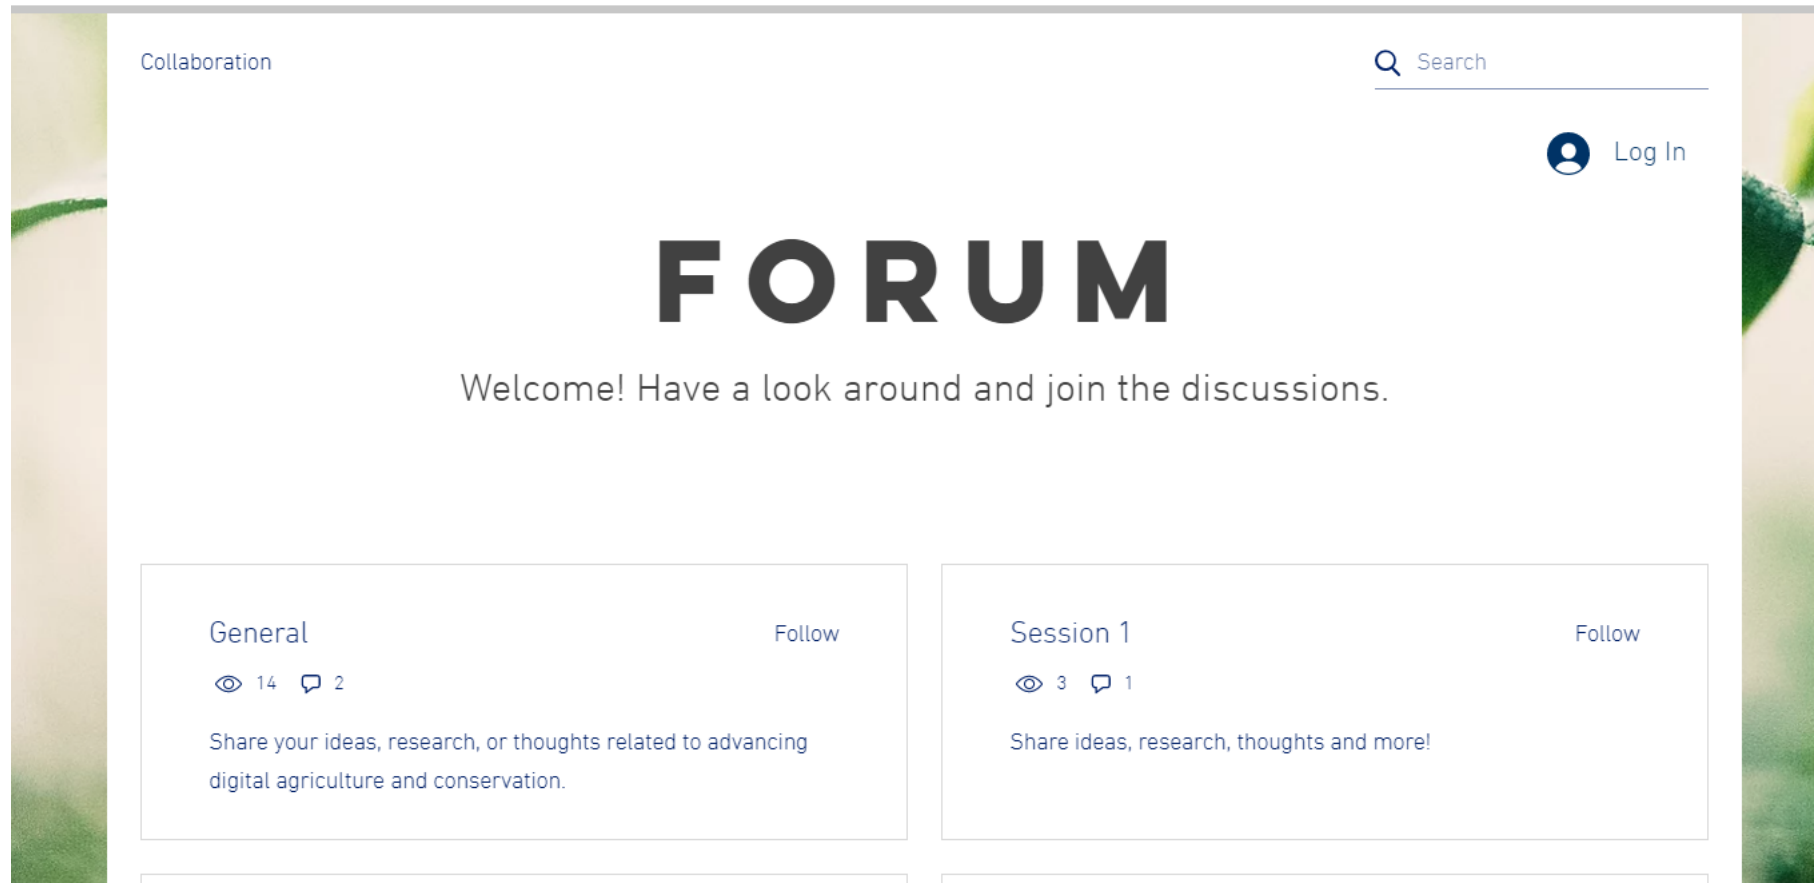 Collaboration
Search
Log In
FORUM
Welcome! Have a look around and join the discussions.
General
Follow
14 2
Share your ideas, research, or thoughts related to advancing
digital agriculture and conservation.
Session 1
Follow
3 1
Share ideas, research, thoughts and more!